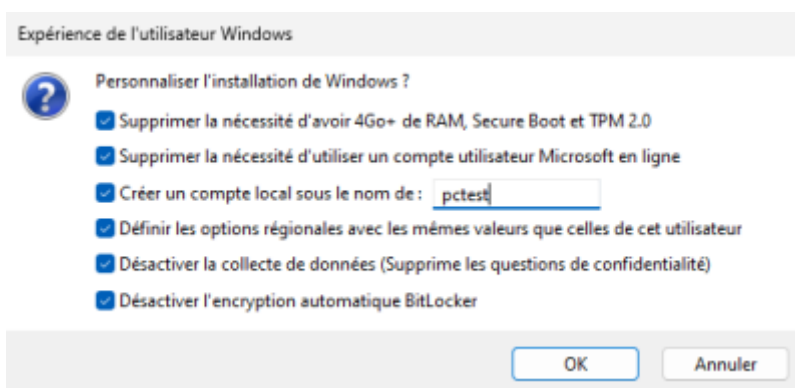 Expérience de l'utilisateur Windows
Personnaliser l'installation de Windows ?
Supprimer la nécessité d'avoir 4Go+ de RAM, Secure Boot et TPM 2.0
Supprimer la nécessité d'utiliser un compte utilisateur Microsoft en ligne
Créer un compte local sous le nom de : pctest
Définir les options régionales avec les mêmes valeurs que celles de cet utilisateur
Désactiver la collecte de données (Supprime les questions de confidentialité)
Désactiver l'encryption automatique BitLocker
OK Annuler